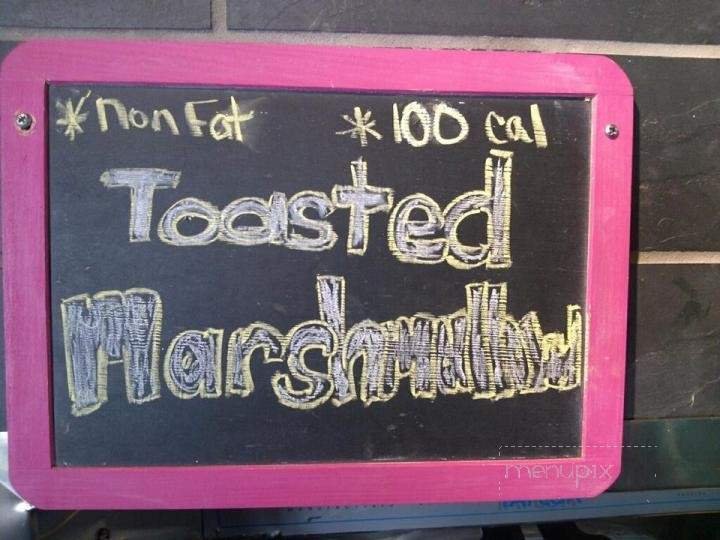 *Non Fat *100 cal
Toasted
Marshmallow
menupix